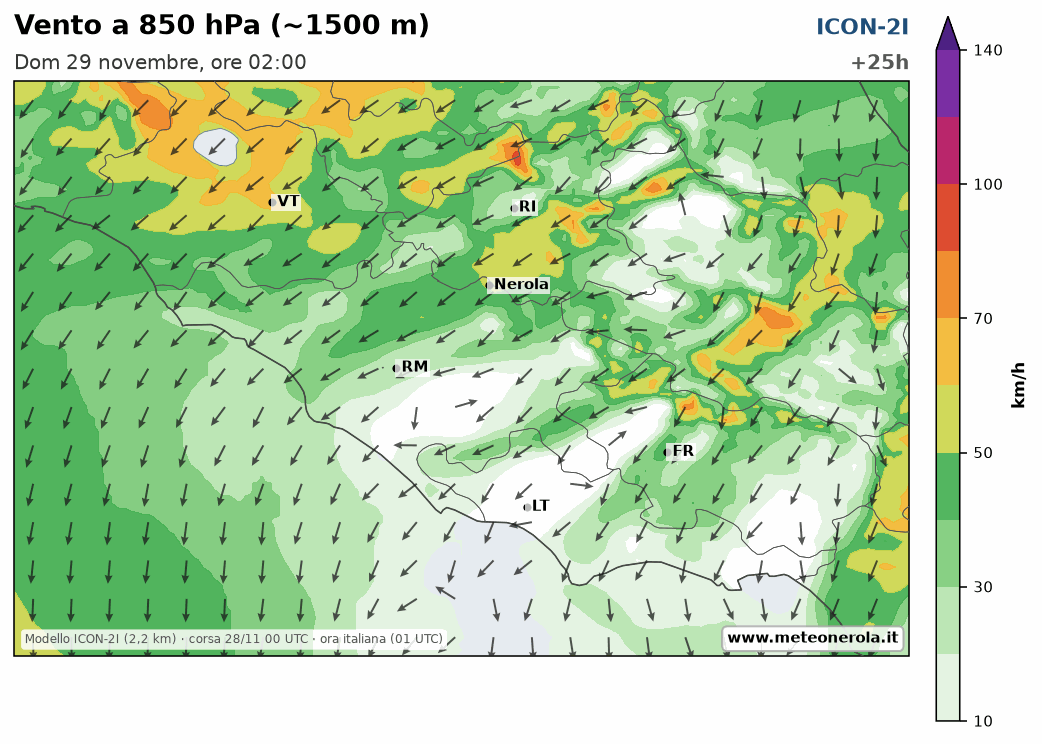 Vento a 850 hPa (~1500 m)
ICON-2I
Dom 29 novembre, ore 02:00
+25h
140
100
70
50
30
10
km/h
VT
RI
Nerola
RM
FR
LT
Modello ICON-2I (2,2 km) · corsa 28/11 00 UTC · ora italiana (01 UTC)
www.meteonerola.it